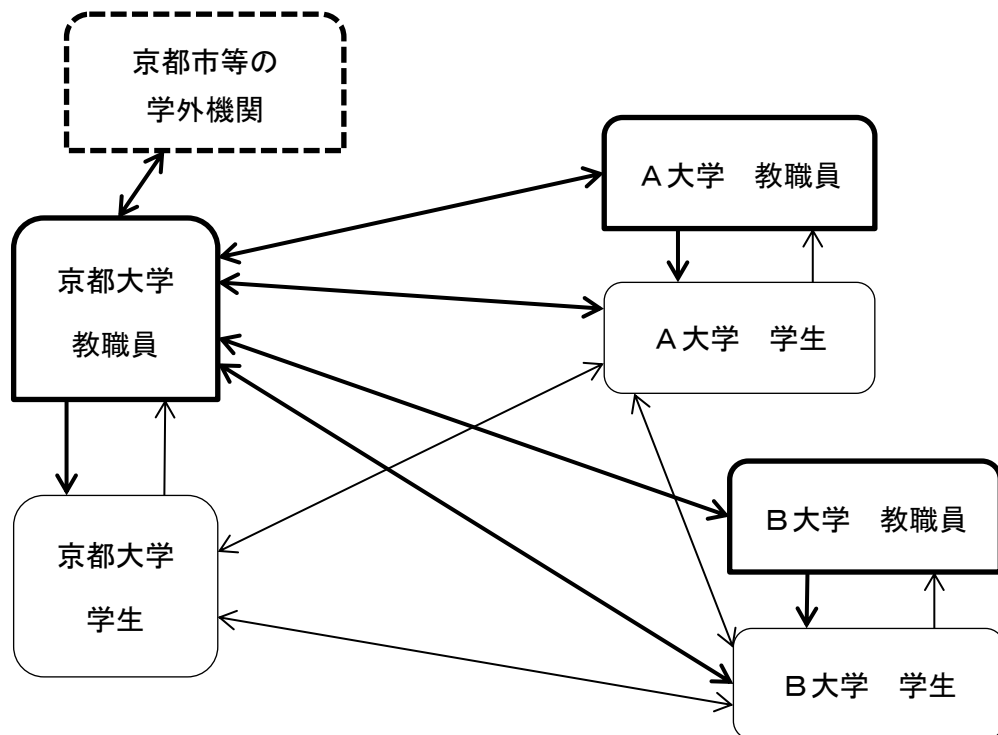 京都市等の
学外機関
A大学　教職員
京都大学
教職員
A大学　学生
B大学　教職員
京都大学
学生
B大学　学生